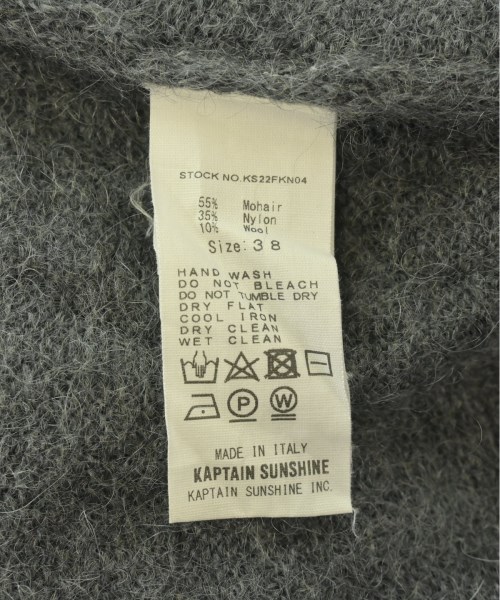 STOCK NO.KS22FKN04
55% Mohair
35% Nylon
10% Wool
Size:38
HAND WASH
DO NOT BLEACH
DO NOT TUMBLE DRY
DRY FLAT
COOL IRON
DRY CLEAN
WET CLEAN
P W
MADE IN ITALY
KAPTAIN SUNSHINE
KAPTAIN SUNSHINE INC.